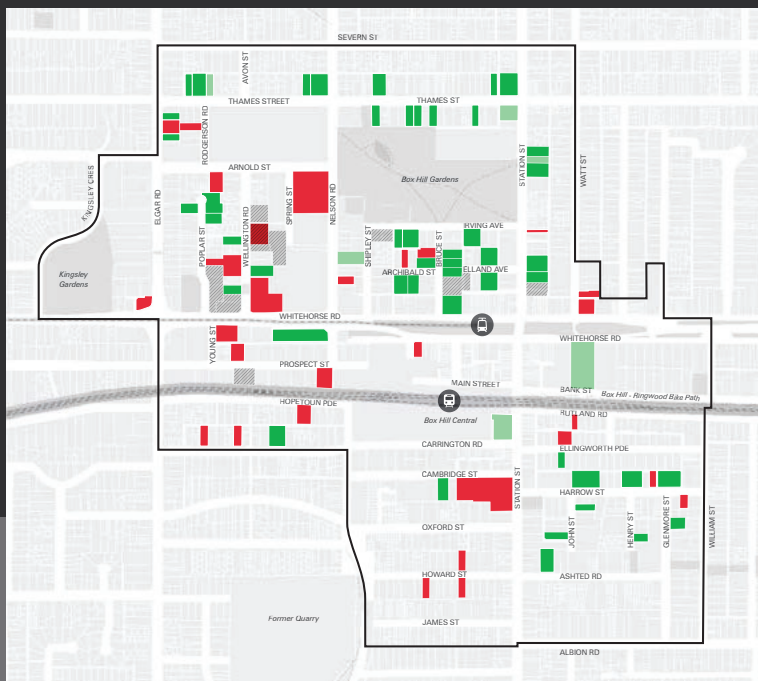 SEVERN ST
AVON ST
THAMES STREET
THAMES ST
RODGERSON RD
STATION ST
WATT ST
KINGSLEY CRES
ELGAR RD
ARNOLD ST
SPRING ST
NELSON RD
Box Hill Gardens
POPLAR ST
WELLINGTON RD
SHIPLEY ST
BRUCE ST
IRVING AVE
ARCHIBALD ST
ELLAND AVE
Kingsley
Gardens
WHITEHORSE RD
YOUNG ST
WHITEHORSE RD
PROSPECT ST
MAIN STREET
BANK ST
Box Hill - Ringwood Bike Path
HOPETOUN PDE
Box Hill Central
RUTLAND RD
CARRINGTON RD
ELLINGWORTH PDE
CAMBRIDGE ST
STATION ST
HARROW ST
JOHN ST
HENRY ST
GLENMORE ST
WILLIAM ST
OXFORD ST
HOWARD ST
ASHTED RD
Former Quarry
JAMES ST
ALBION RD